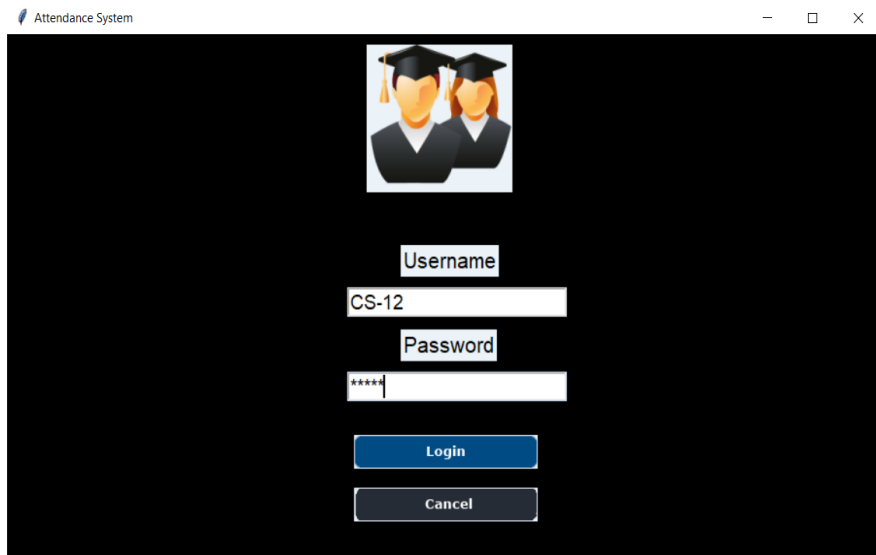 Attendance System
Username
CS-12
Password
*****
Login
Cancel